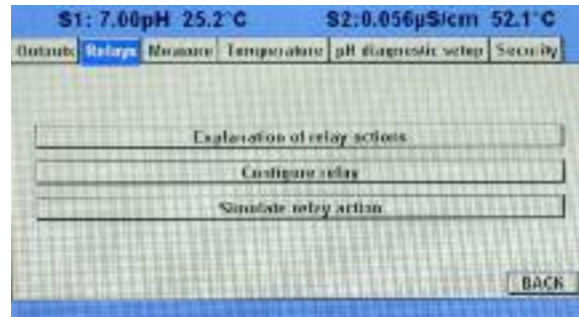 S1: 7.00pH 25.2°C S2:0.056µS/cm 52.1°C
Outputs Relays Measure Temperature pH diagnostic setup Security
Explanation of relay actions
Configure relay
Simulate relay action
BACK